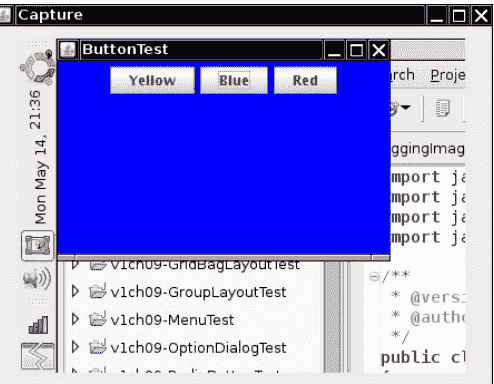 Capture
ButtonTest
Yellow Blue Red
rch Proje
Mon May 14, 21:36
ggingImag
mport ja
mport ja
mport ja
mport ja
v1ch09-GridBagLayoutTest
/**
v1ch09-GroupLayoutTest
* @versi
v1ch09-MenuTest
* @autho
*/
v1ch09-OptionDialogTest
public cl